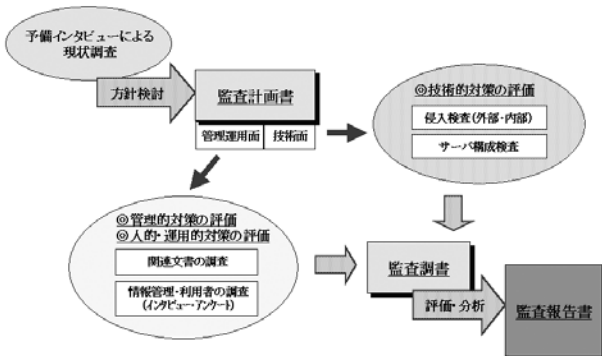 予備インタビューによる
現状調査
方針検討
監査計画書
管理運用面
技術面
◎技術的対策の評価
侵入検査(外部・内部)
サーバ構成検査
◎管理的対策の評価
◎人的・運用的対策の評価
関連文書の調査
情報管理・利用者の調査
(インタビュー・アンケート)
監査調書
評価・分析
監査報告書